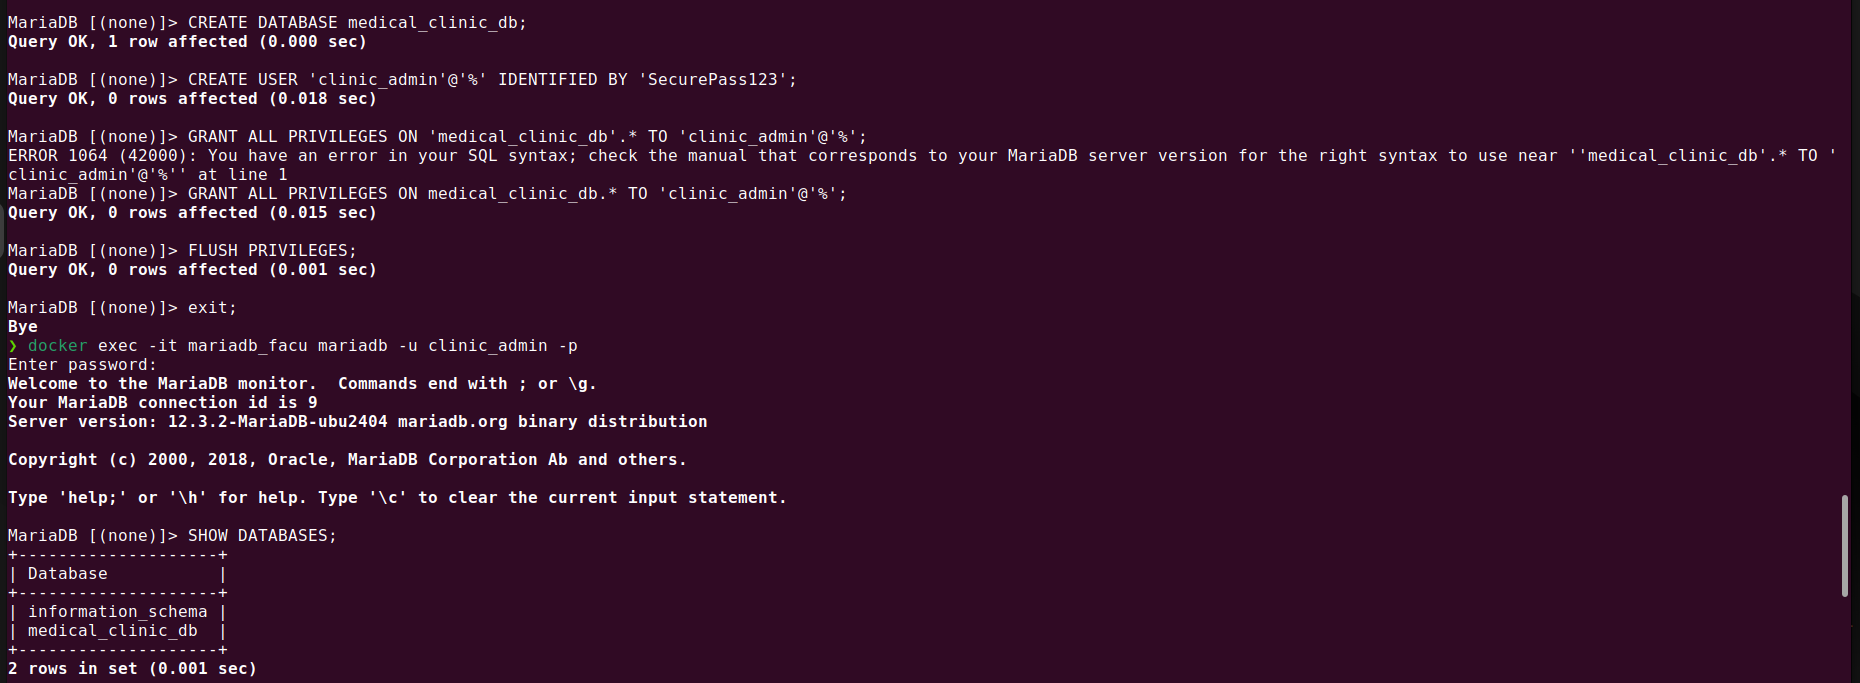 MariaDB [(none)]> CREATE DATABASE medical_clinic_db;
Query OK, 1 row affected (0.000 sec)

MariaDB [(none)]> CREATE USER 'clinic_admin'@'%' IDENTIFIED BY 'SecurePass123';
Query OK, 0 rows affected (0.018 sec)

MariaDB [(none)]> GRANT ALL PRIVILEGES ON 'medical_clinic_db'.* TO 'clinic_admin'@'%';
ERROR 1064 (42000): You have an error in your SQL syntax; check the manual that corresponds to your MariaDB server version for the right syntax to use near ''medical_clinic_db'.* TO '
clinic_admin'@'%'' at line 1
MariaDB [(none)]> GRANT ALL PRIVILEGES ON medical_clinic_db.* TO 'clinic_admin'@'%';
Query OK, 0 rows affected (0.015 sec)

MariaDB [(none)]> FLUSH PRIVILEGES;
Query OK, 0 rows affected (0.001 sec)

MariaDB [(none)]> exit;
Bye
❯ docker exec -it mariadb_facu mariadb -u clinic_admin -p
Enter password:
Welcome to the MariaDB monitor.  Commands end with ; or \g.
Your MariaDB connection id is 9
Server version: 12.3.2-MariaDB-ubu2404 mariadb.org binary distribution

Copyright (c) 2000, 2018, Oracle, MariaDB Corporation Ab and others.

Type 'help;' or '\h' for help. Type '\c' to clear the current input statement.

MariaDB [(none)]> SHOW DATABASES;
+--------------------+
| Database           |
+--------------------+
| information_schema |
| medical_clinic_db  |
+--------------------+
2 rows in set (0.001 sec)